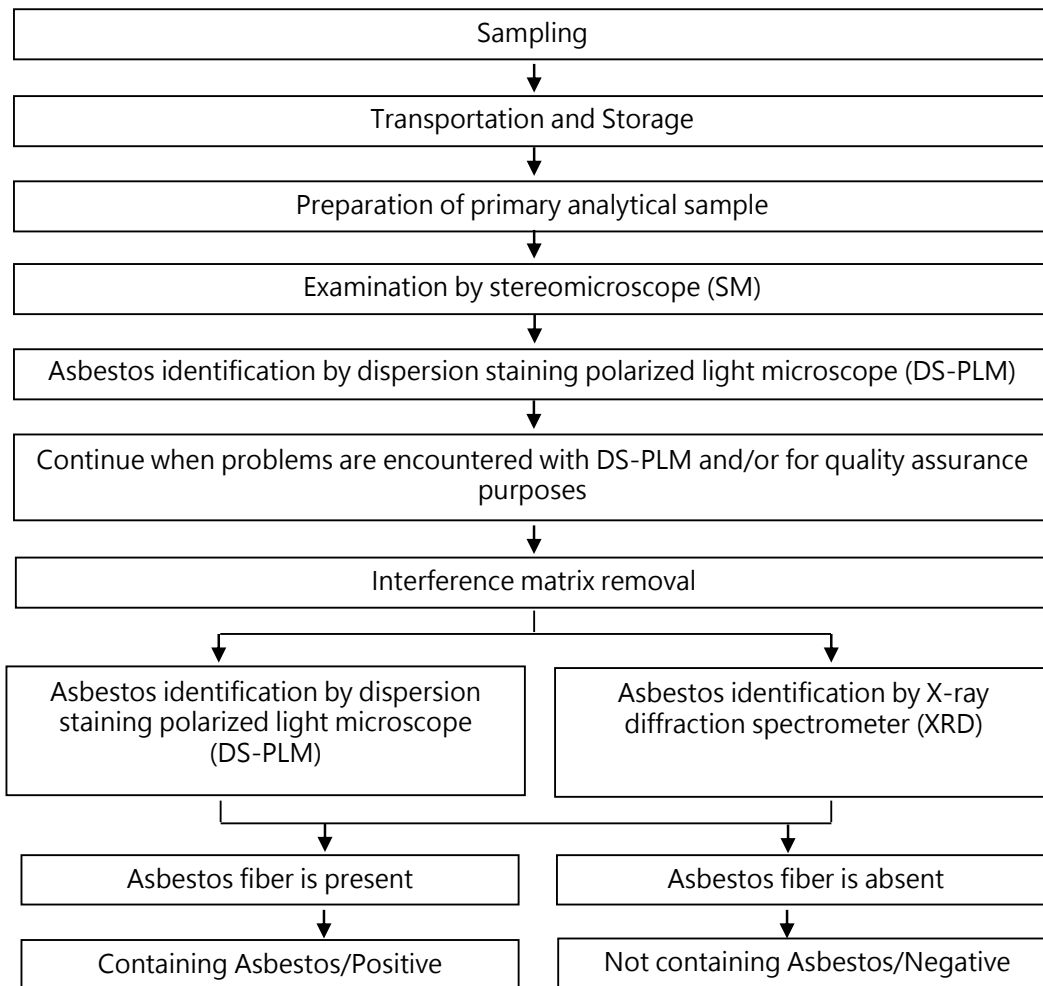 Sampling
Transportation and Storage
Preparation of primary analytical sample
Examination by stereomicroscope (SM)
Asbestos identification by dispersion staining polarized light microscope (DS-PLM)
Continue when problems are encountered with DS-PLM and/or for quality assurance
purposes
Interference matrix removal
Asbestos identification by dispersion
staining polarized light microscope
(DS-PLM)
Asbestos identification by X-ray
diffraction spectrometer (XRD)
Asbestos fiber is present
Asbestos fiber is absent
Containing Asbestos/Positive
Not containing Asbestos/Negative